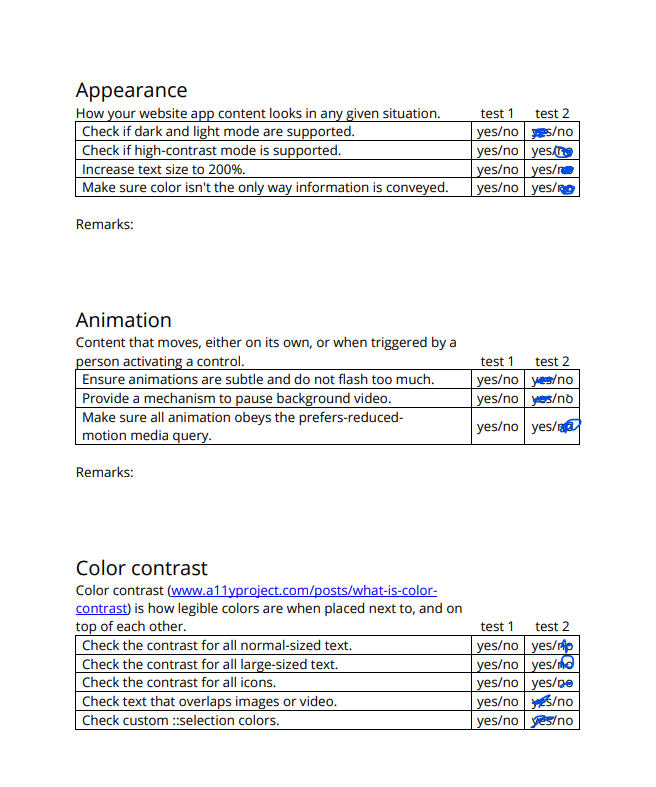 Appearance
How your website app content looks in any given situation. test 1 test 2
Check if dark and light mode are supported. yes/no yes/no
Check if high-contrast mode is supported. yes/no yes/no
Increase text size to 200%. yes/no yes/no
Make sure color isn't the only way information is conveyed. yes/no yes/no
Remarks:
Animation
Content that moves, either on its own, or when triggered by a
person activating a control. test 1 test 2
Ensure animations are subtle and do not flash too much. yes/no yes/no
Provide a mechanism to pause background video. yes/no yes/no
Make sure all animation obeys the prefers-reduced-
motion media query. yes/no yes/no
Remarks:
Color contrast
Color contrast (www.a11yproject.com/posts/what-is-color-
contrast) is how legible colors are when placed next to, and on
top of each other. test 1 test 2
Check the contrast for all normal-sized text. yes/no yes/no
Check the contrast for all large-sized text. yes/no yes/no
Check the contrast for all icons. yes/no yes/no
Check text that overlaps images or video. yes/no yes/no
Check custom ::selection colors. yes/no yes/no